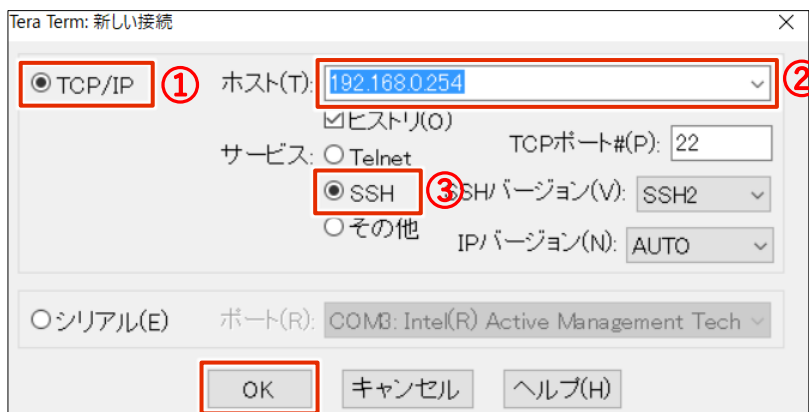 Tera Term: 新しい接続
TCP/IP ① ホスト(T): 192.168.0.254 ②
ヒストリ(O)
サービス: Telnet TCPポート#(P): 22
SSH ③ SSHバージョン(V): SSH2
その他 IPバージョン(N): AUTO
シリアル(E) ポート(R): COM3: Intel(R) Active Management Tech
OK キャンセル ヘルプ(H)